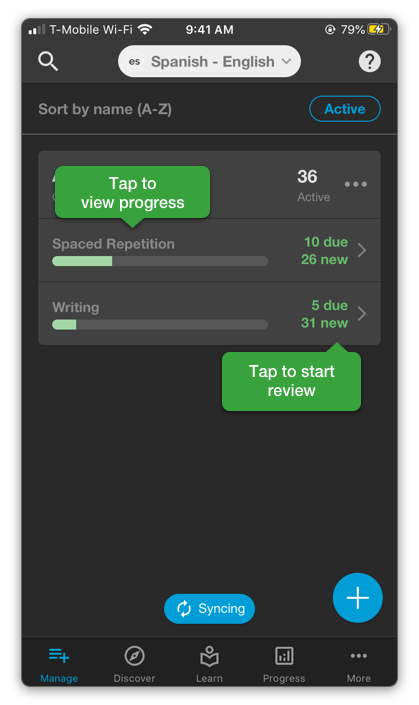 T-Mobile Wi-Fi 9:41 AM 79%
es Spanish - English
?
Sort by name (A-Z) Active
36
Active
Tap to
view progress
Spaced Repetition
10 due
26 new
Writing
5 due
31 new
Tap to start
review
Syncing
Manage Discover Learn Progress More